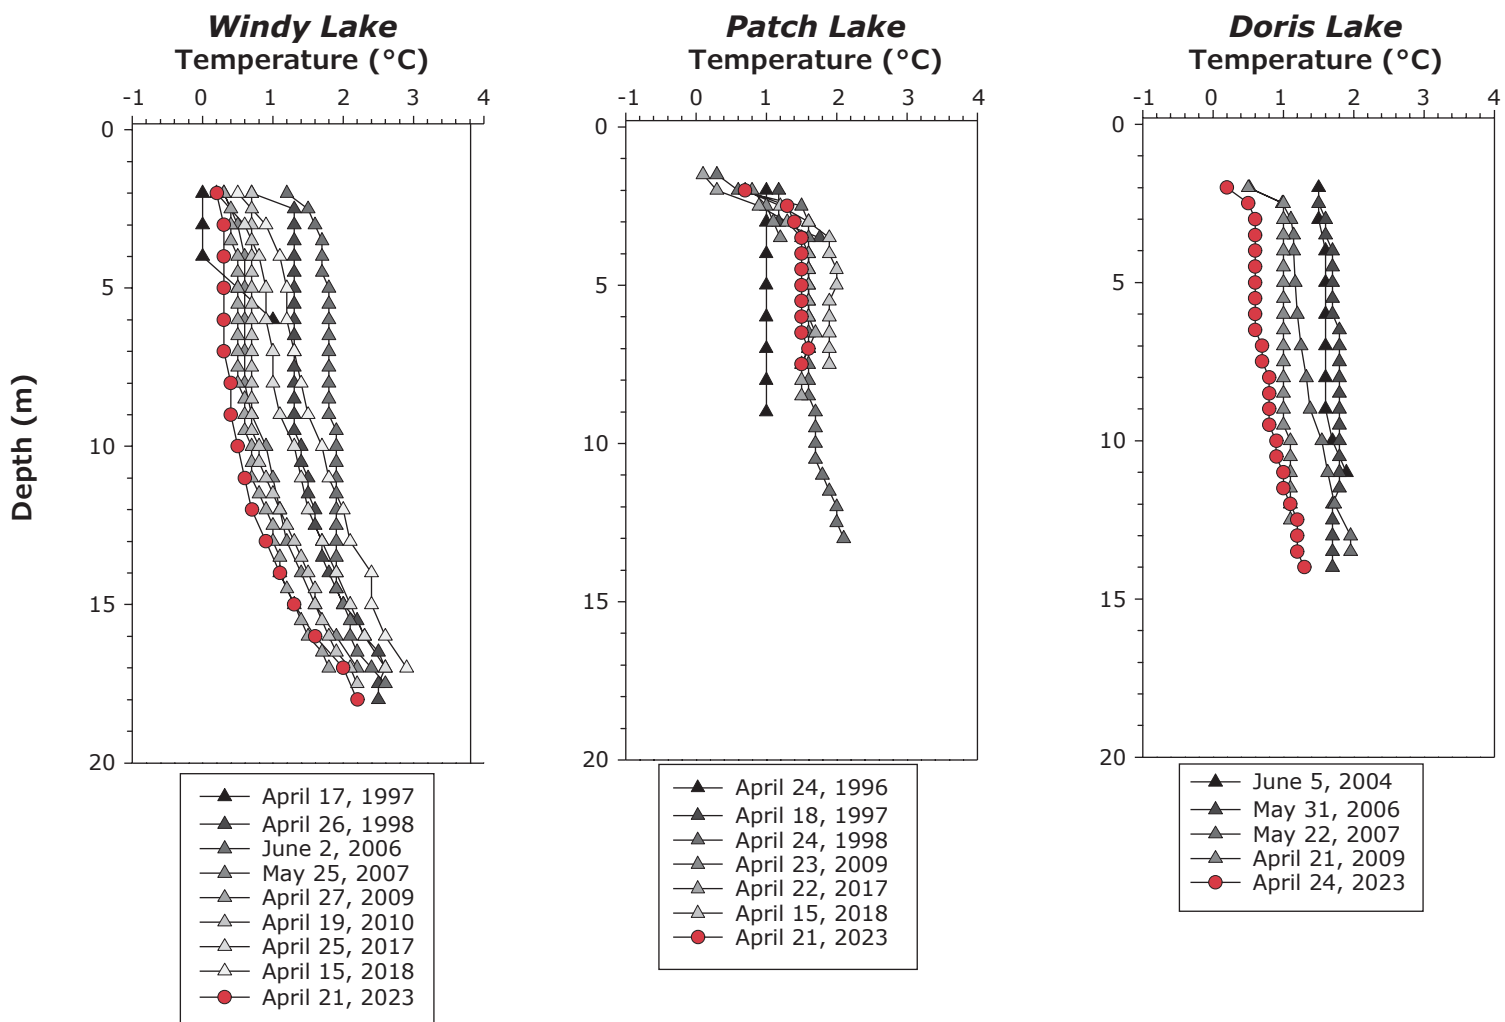 Windy Lake
Temperature (°C)
-1 0 1 2 3 4
0
5
10
15
20
Depth (m)
April 17, 1997
April 26, 1998
June 2, 2006
May 25, 2007
April 27, 2009
April 19, 2010
April 25, 2017
April 15, 2018
April 21, 2023
Patch Lake
Temperature (°C)
-1 0 1 2 3 4
0
5
10
15
20
April 24, 1996
April 18, 1997
April 24, 1998
April 23, 2009
April 22, 2017
April 15, 2018
April 21, 2023
Doris Lake
Temperature (°C)
-1 0 1 2 3 4
0
5
10
15
20
June 5, 2004
May 31, 2006
May 22, 2007
April 21, 2009
April 24, 2023